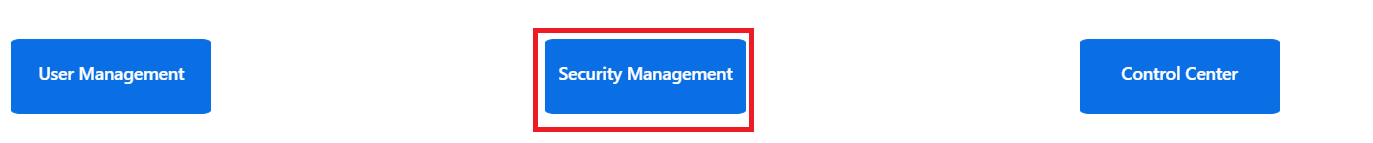 User Management
Security Management
Control Center